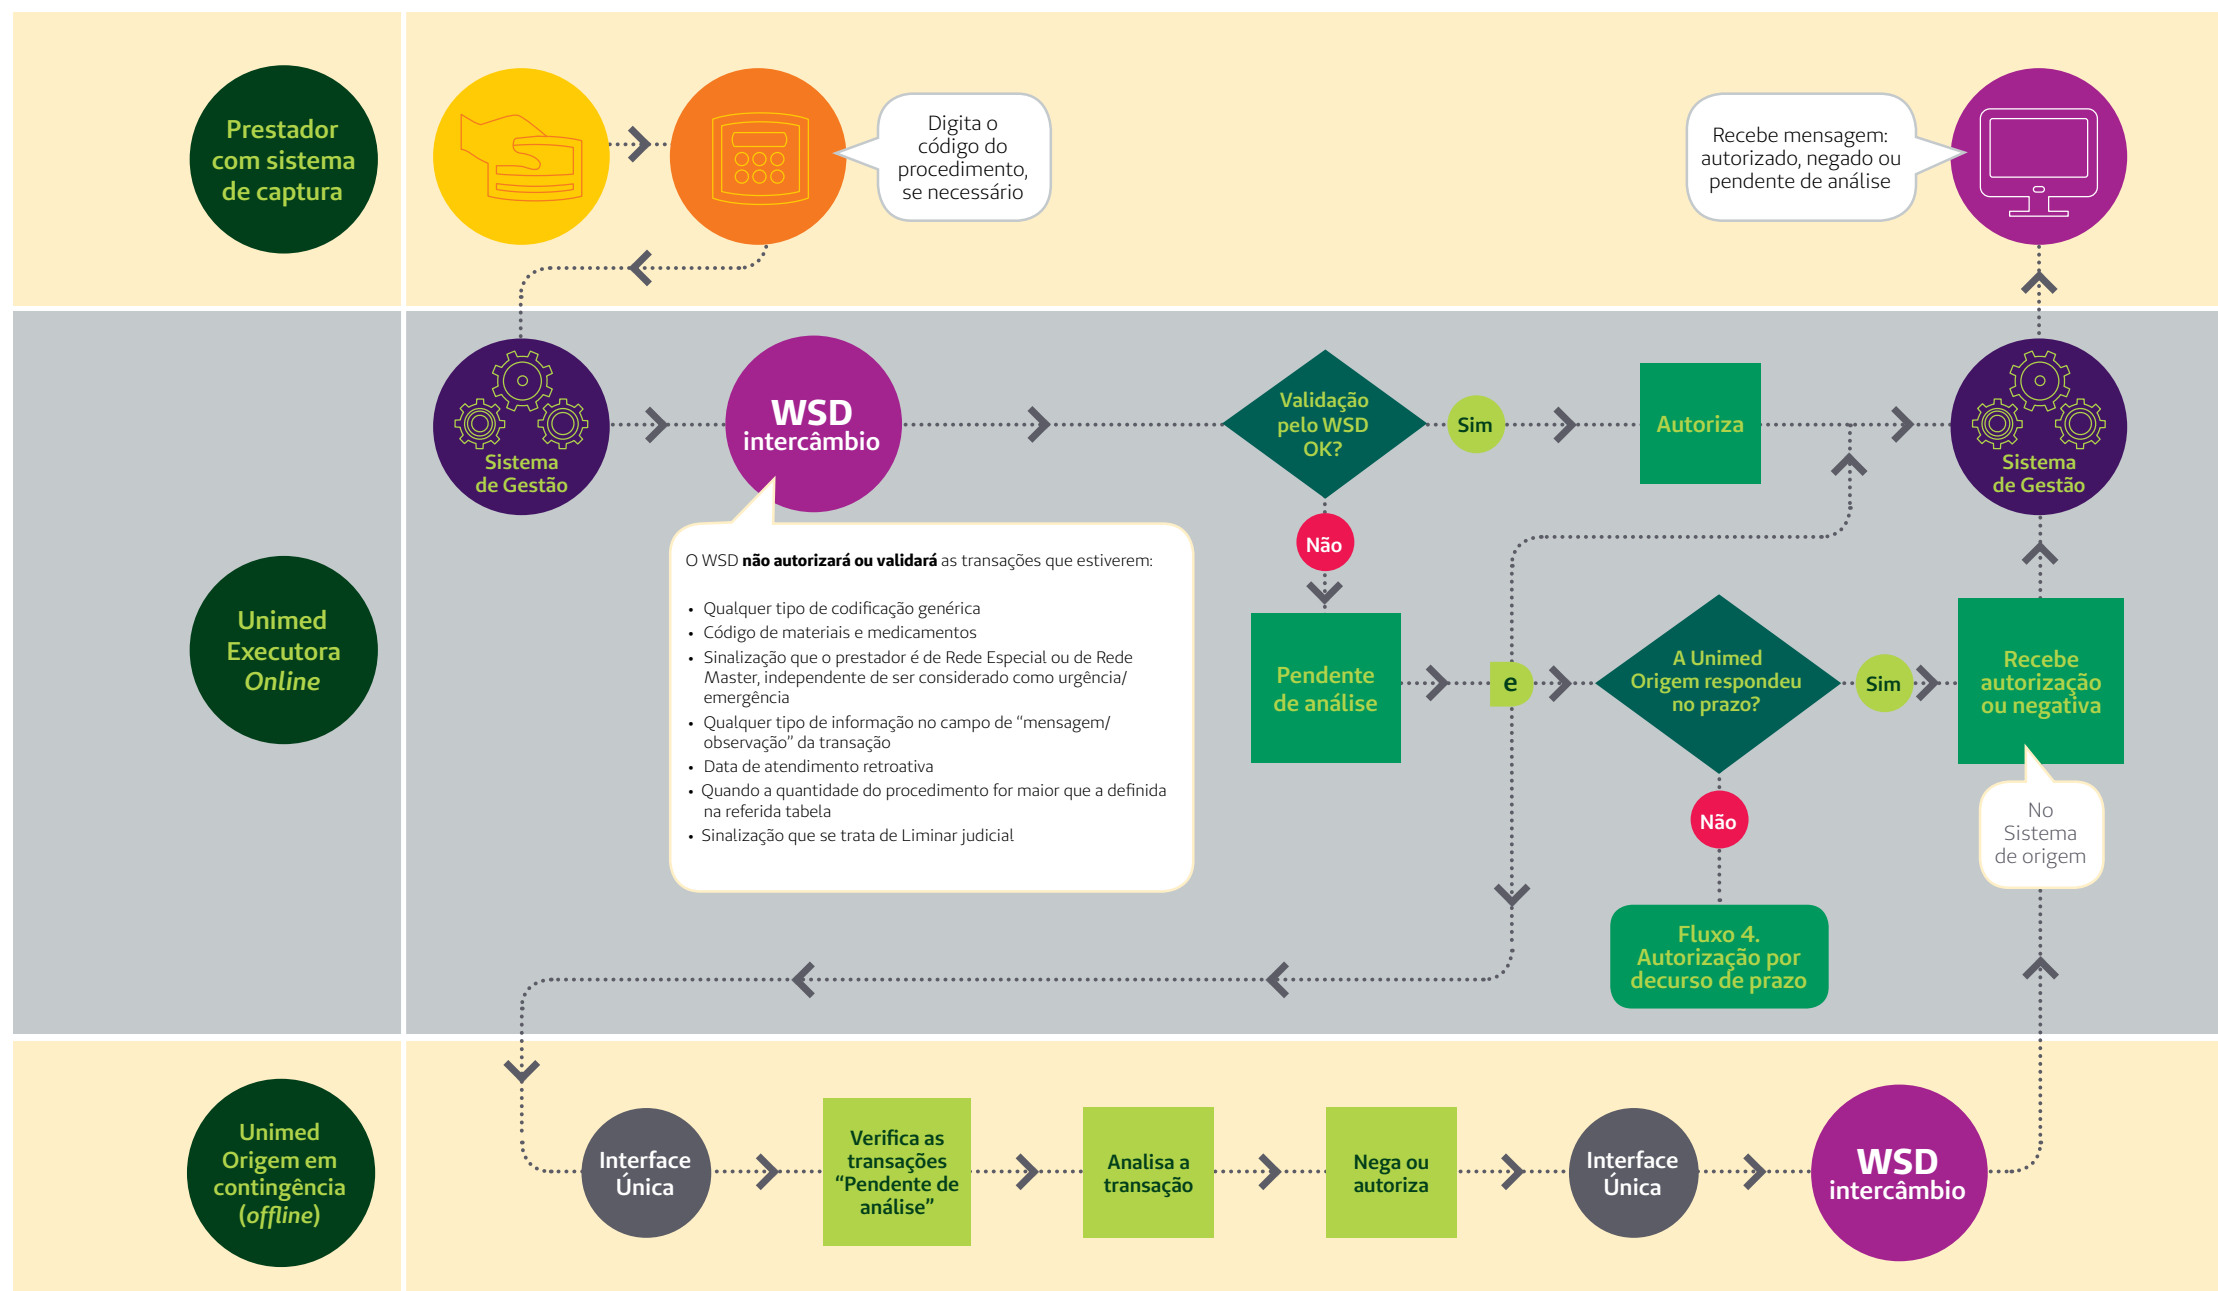 Prestador
com sistema
de captura
Digita o
código do
procedimento,
se necessário
Recebe mensagem:
autorizado, negado ou
pendente de análise
Unimed
Executora
Online
Sistema
de Gestão
WSD
intercâmbio
O WSD não autorizará ou validará as transações que estiverem:
• Qualquer tipo de codificação genérica
• Código de materiais e medicamentos
• Sinalização que o prestador é de Rede Especial ou de Rede
Master, independente de ser considerado como urgência/
emergência
• Qualquer tipo de informação no campo de “mensagem/
observação” da transação
• Data de atendimento retroativa
• Quando a quantidade do procedimento for maior que a definida
na referida tabela
• Sinalização que se trata de Liminar judicial
Validação
pelo WSD
OK?
Sim
Autoriza
Sistema
de Gestão
Não
Pendente
de análise
e
A Unimed
Origem respondeu
no prazo?
Sim
Recebe
autorização
ou negativa
No
Sistema
de origem
Não
Fluxo 4.
Autorização por
decurso de prazo
Unimed
Origem em
contingência
(offline)
Interface
Única
Verifica as
transações
“Pendente de
análise”
Analisa a
transação
Nega ou
autoriza
Interface
Única
WSD
intercâmbio